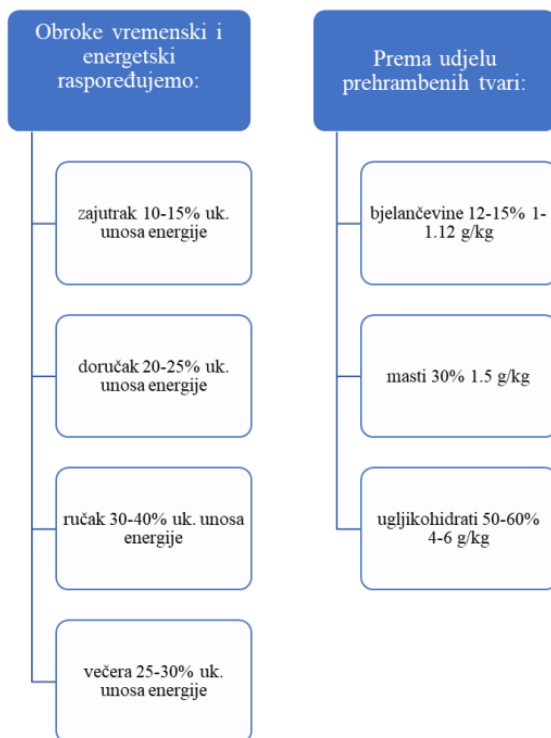 Obroke vremenski i
energetski
raspoređujemo:
zajutrak 10-15% uk.
unosa energije
doručak 20-25% uk.
unosa energije
ručak 30-40% uk. unosa
energije
večera 25-30% uk.
unosa energije
Prema udjelu
prehrambenih tvari:
bjelančevine 12-15% 1-
1.12 g/kg
masti 30% 1.5 g/kg
ugljikohidrati 50-60%
4-6 g/kg